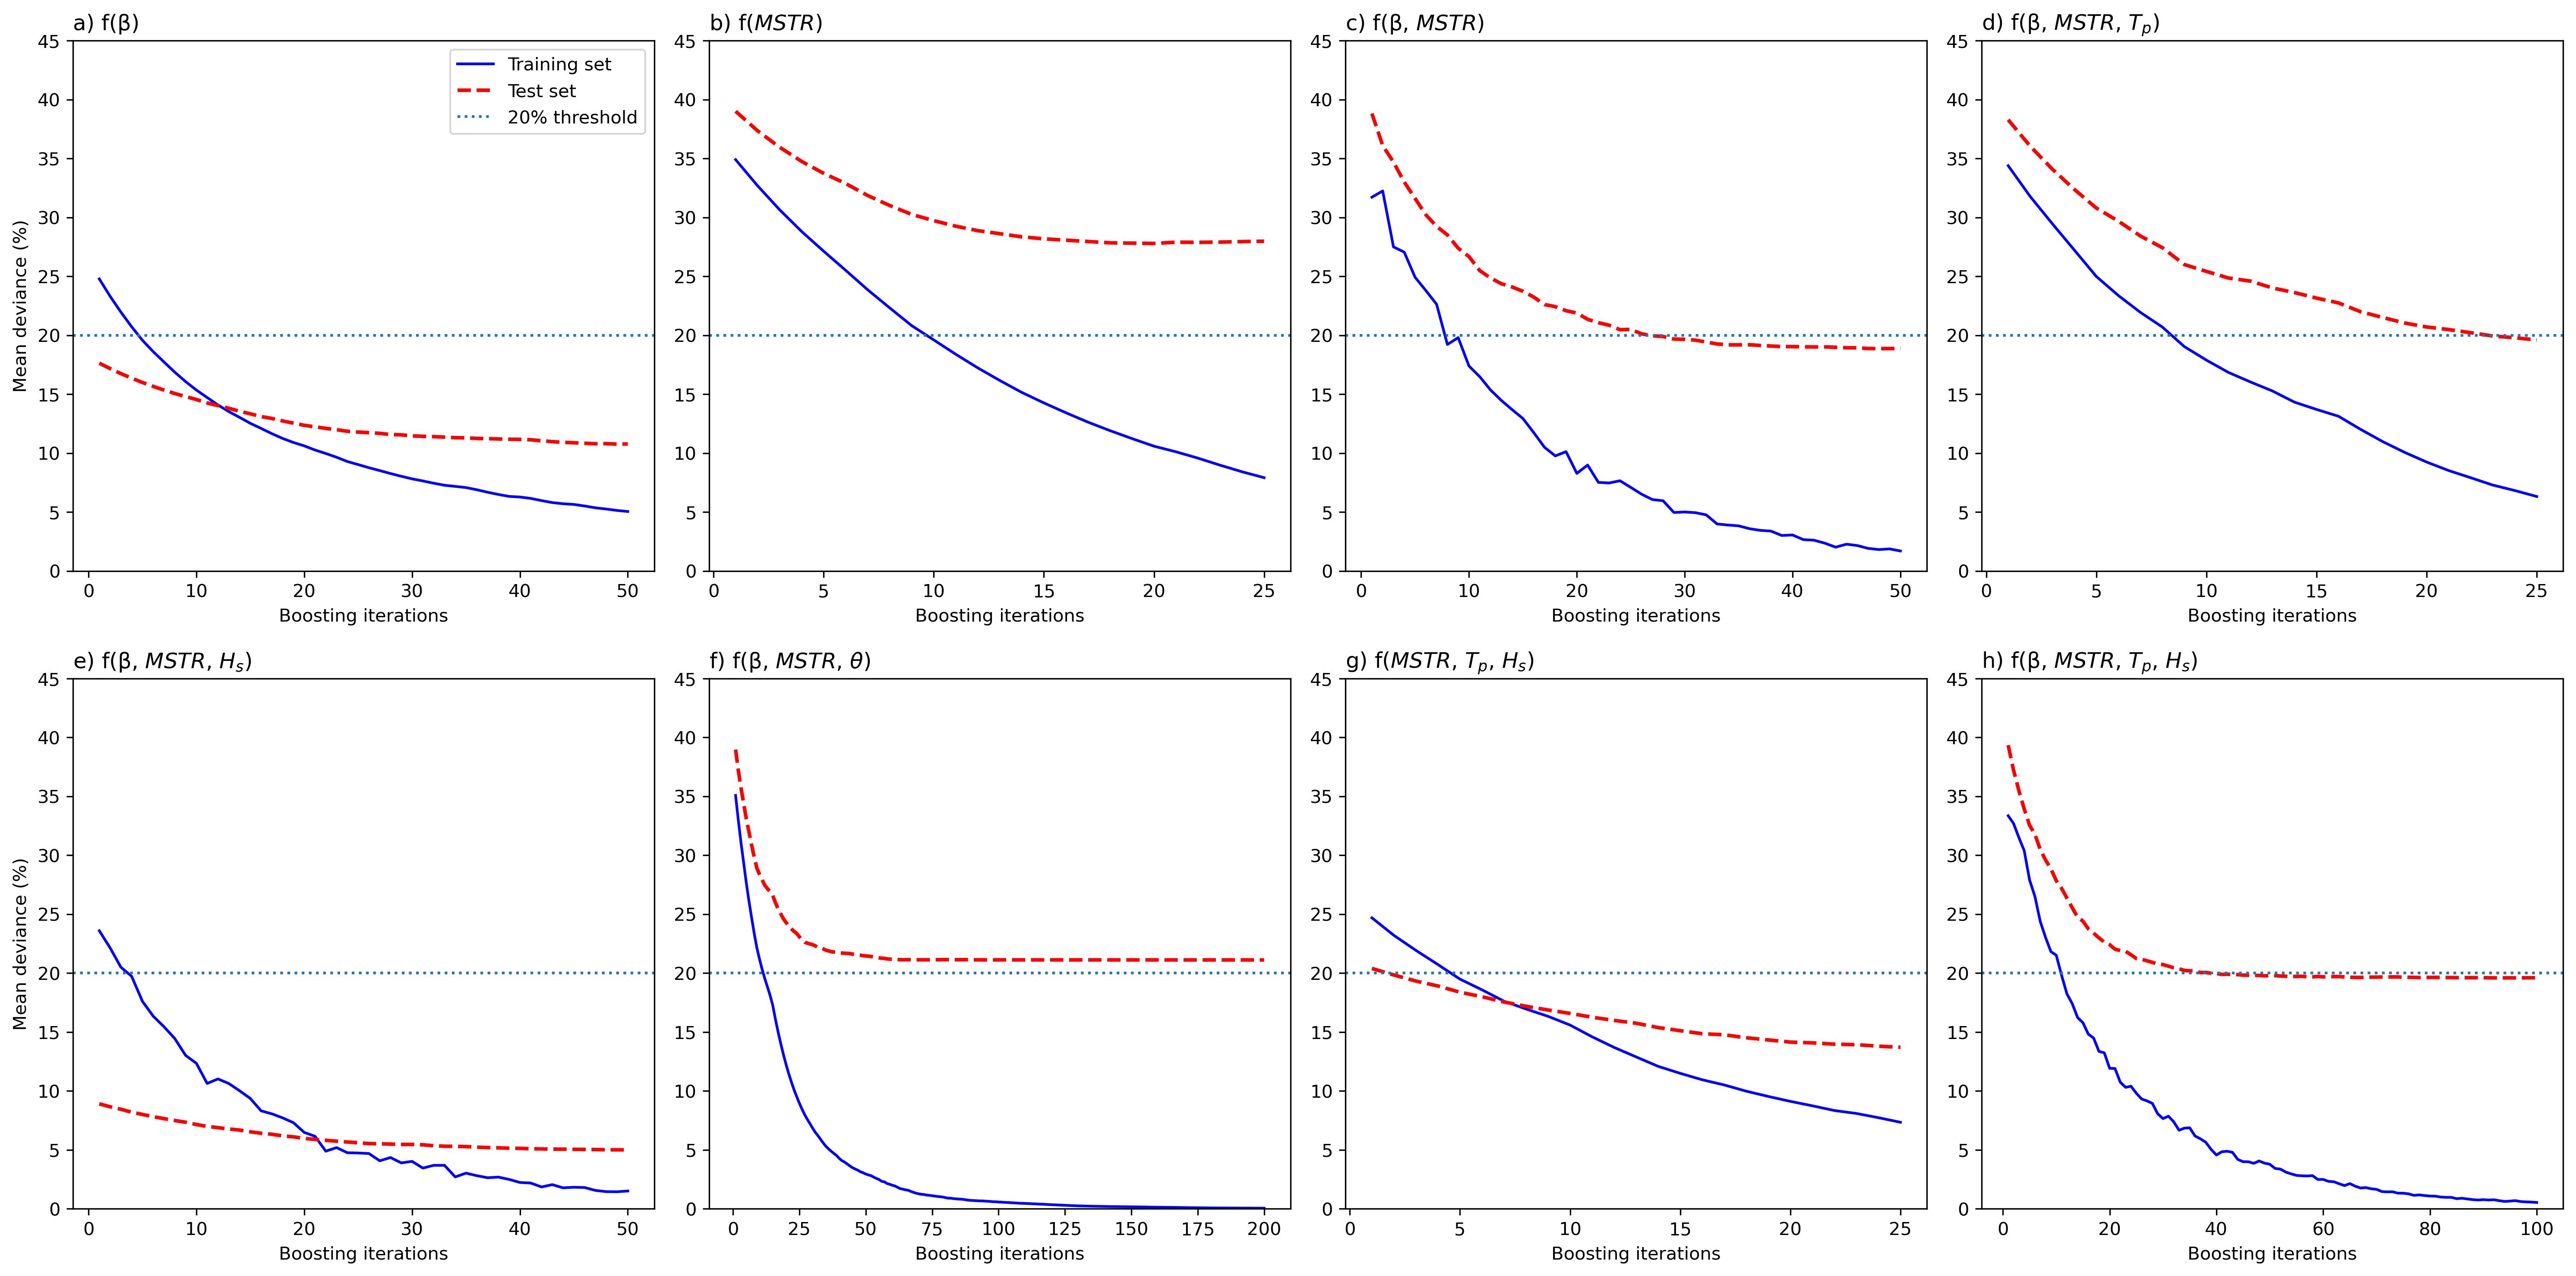 a) f(β)
45
40
35
30
25
20
15
10
5
0
Mean deviance (%)
Training set
Test set
20% threshold
0 10 20 30 40 50
Boosting iterations
b) f(MSTR)
45
40
35
30
25
20
15
10
5
0
0 5 10 15 20 25
Boosting iterations
c) f(β, MSTR)
45
40
35
30
25
20
15
10
5
0
0 10 20 30 40 50
Boosting iterations
d) f(β, MSTR, Tp)
45
40
35
30
25
20
15
10
5
0
0 5 10 15 20 25
Boosting iterations
e) f(β, MSTR, Hs)
45
40
35
30
25
20
15
10
5
0
Mean deviance (%)
0 10 20 30 40 50
Boosting iterations
f) f(β, MSTR, θ)
45
40
35
30
25
20
15
10
5
0
0 25 50 75 100 125 150 175 200
Boosting iterations
g) f(MSTR, Tp, Hs)
45
40
35
30
25
20
15
10
5
0
0 5 10 15 20 25
Boosting iterations
h) f(β, MSTR, Tp, Hs)
45
40
35
30
25
20
15
10
5
0
0 20 40 60 80 100
Boosting iterations